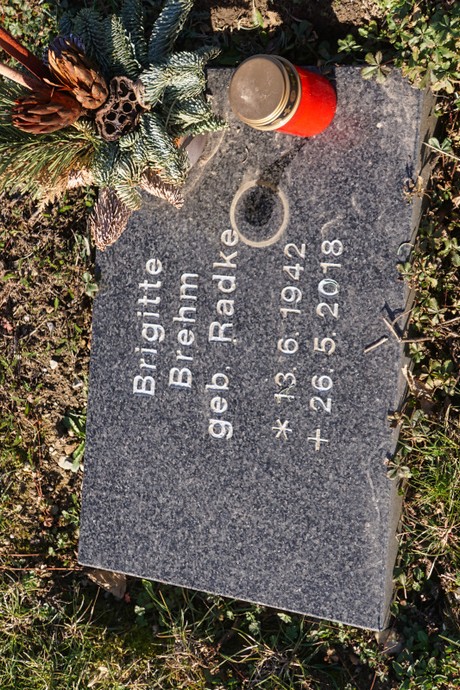 Brigitte
Brehm
geb. Radke
* 13. 6. 1942
+ 26. 5. 2018